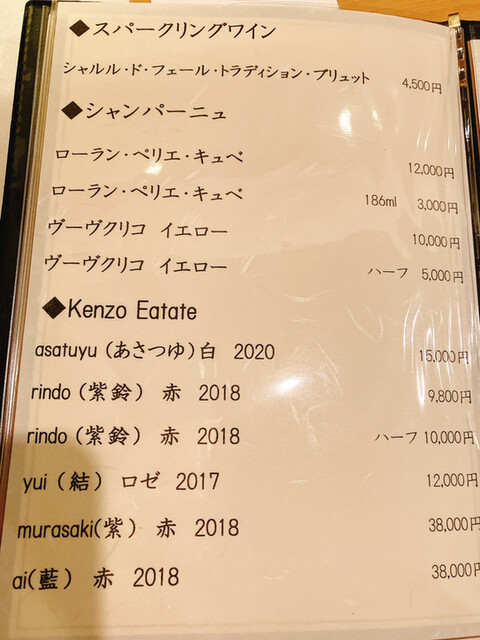 ◆スパークリングワイン
シャルル・ド・フェール・トラディション・ブリュット 4,500円
◆シャンパーニュ
ローラン・ペリエ・キュベ 12,000円
ローラン・ペリエ・キュベ 186ml 3,000円
ヴーヴクリコ イエロー 10,000円
ヴーヴクリコ イエロー ハーフ 5,000円
◆Kenzo Eatate
asatuyu (あさつゆ) 白 2020 15,000円
rindo (紫鈴) 赤 2018 9,800円
rindo (紫鈴) 赤 2018 ハーフ 10,000円
yui (結) ロゼ 2017 12,000円
murasaki(紫) 赤 2018 38,000円
ai(藍) 赤 2018 38,000円